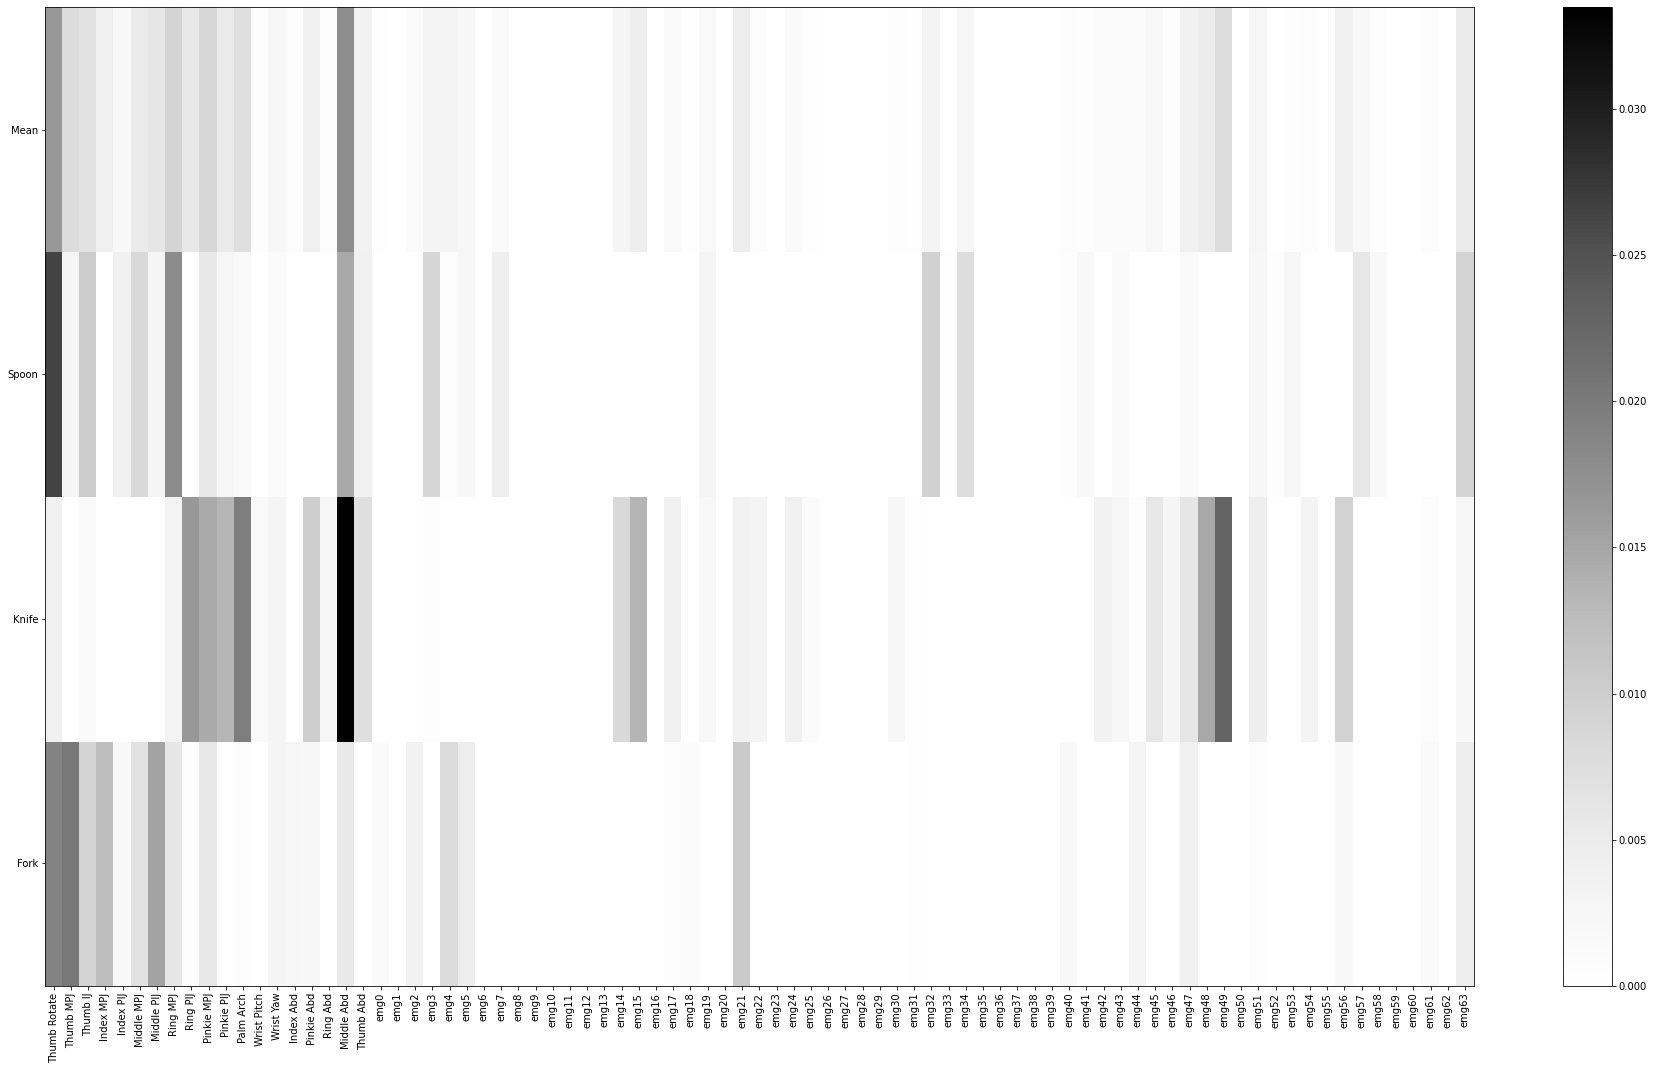 Mean
Spoon
Knife
Fork
Thumb Rotate
Thumb MPJ
Thumb IJ
Index MPJ
Index PIJ
Middle MPJ
Middle PIJ
Ring MPJ
Ring PIJ
Pinkie MPJ
Pinkie PIJ
Palm Arch
Wrist Pitch
Wrist Yaw
Index Abd
Pinkie Abd
Ring Abd
Middle Abd
Thumb Abd
emg0
emg1
emg2
emg3
emg4
emg5
emg6
emg7
emg8
emg9
emg10
emg11
emg12
emg13
emg14
emg15
emg16
emg17
emg18
emg19
emg20
emg21
emg22
emg23
emg24
emg25
emg26
emg27
emg28
emg29
emg30
emg31
emg32
emg33
emg34
emg35
emg36
emg37
emg38
emg39
emg40
emg41
emg42
emg43
emg44
emg45
emg46
emg47
emg48
emg49
emg50
emg51
emg52
emg53
emg54
emg55
emg56
emg57
emg58
emg59
emg60
emg61
emg62
emg63
0.030
0.025
0.020
0.015
0.010
0.005
0.000